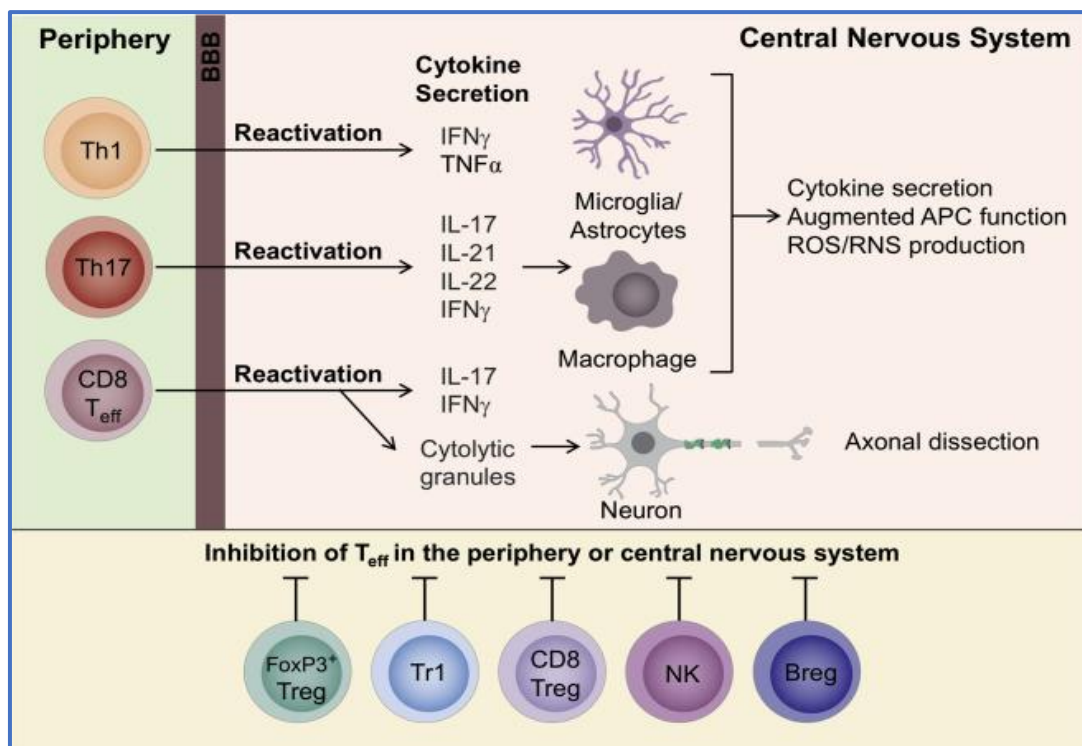 Periphery
BBB
Central Nervous System
Cytokine
Secretion
Th1
Reactivation
IFNγ
TNFα
Microglia/
Astrocytes
Cytokine secretion
Augmented APC function
ROS/RNS production
Th17
Reactivation
IL-17
IL-21
IL-22
IFNγ
Macrophage
CD8
Teff
Reactivation
IL-17
IFNγ
Cytolytic
granules
Neuron
Axonal dissection
Inhibition of Teff in the periphery or central nervous system
FoxP3+
Treg
Tr1
CD8
Treg
NK
Breg